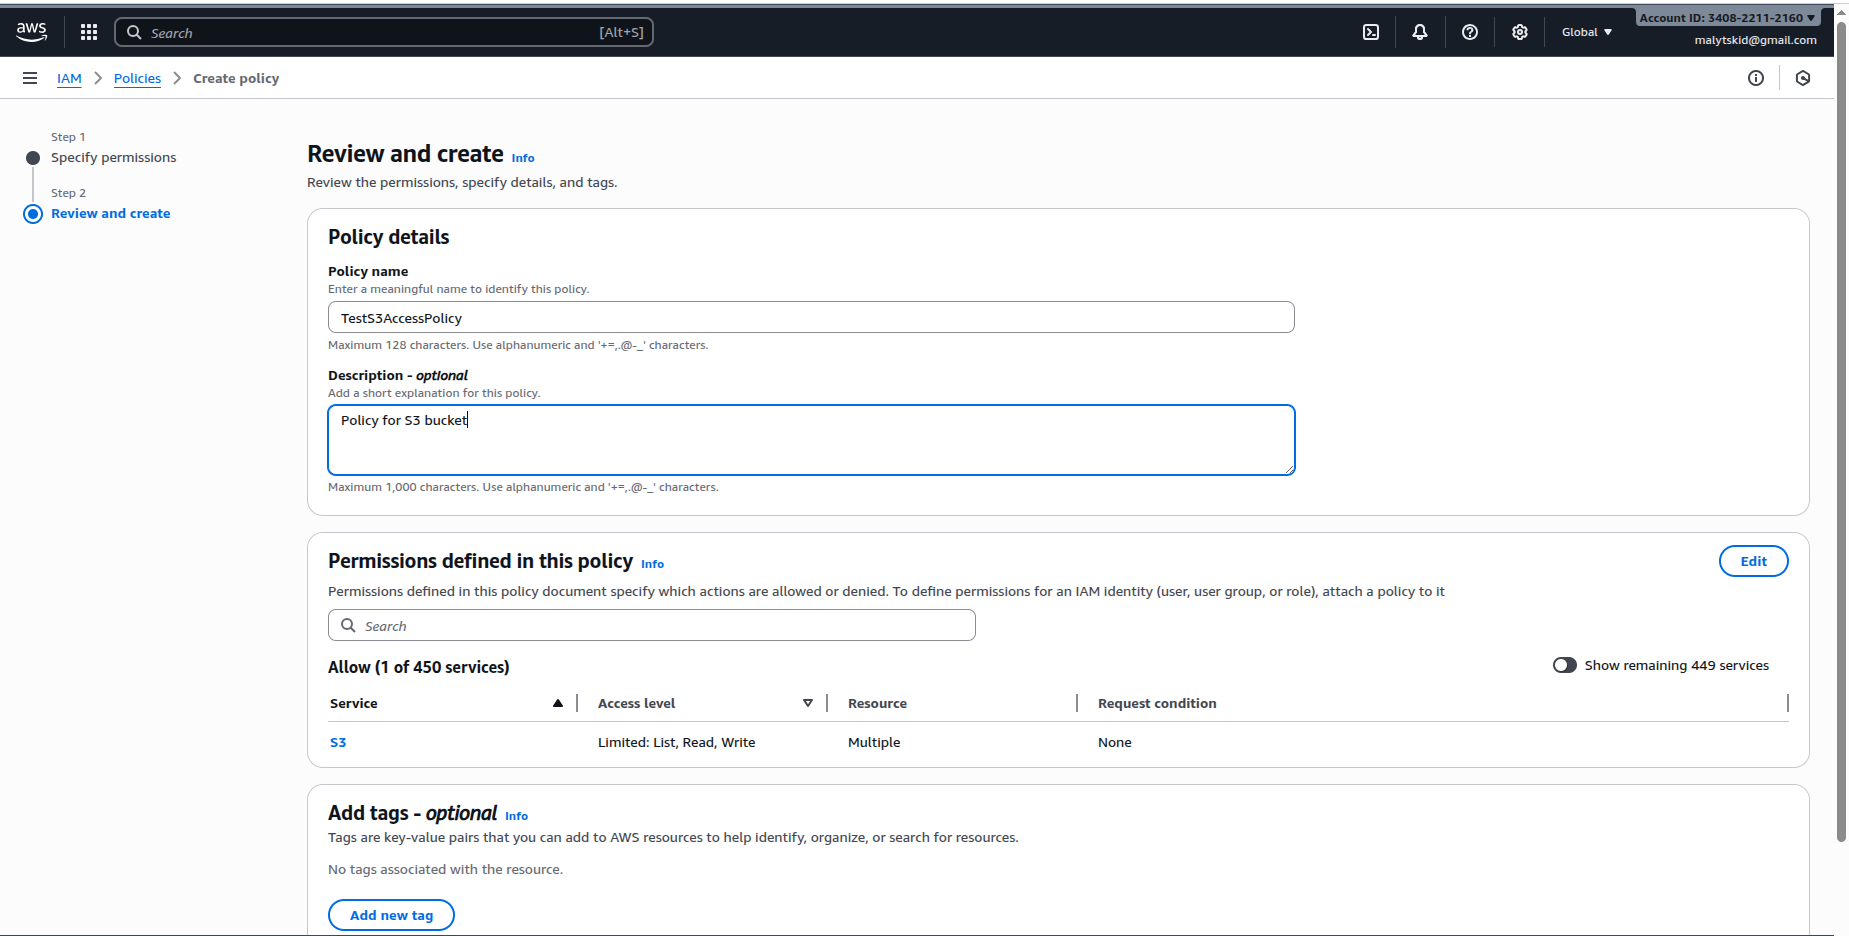 aws
Search
[Alt+S]
Global
Account ID: 3408-2211-2160
malytskid@gmail.com
IAM
Policies
Create policy
Step 1
Specify permissions
Step 2
Review and create
Review and create Info
Review the permissions, specify details, and tags.
Policy details
Policy name
Enter a meaningful name to identify this policy.
TestS3AccessPolicy
Maximum 128 characters. Use alphanumeric and '+=,.@-_' characters.
Description - optional
Add a short explanation for this policy.
Policy for S3 bucket
Maximum 1,000 characters. Use alphanumeric and '+=,.@-_' characters.
Permissions defined in this policy Info
Edit
Permissions defined in this policy document specify which actions are allowed or denied. To define permissions for an IAM identity (user, user group, or role), attach a policy to it
Search
Allow (1 of 450 services)
Show remaining 449 services
Service Access level Resource Request condition
S3 Limited: List, Read, Write Multiple None
Add tags - optional Info
Tags are key-value pairs that you can add to AWS resources to help identify, organize, or search for resources.
No tags associated with the resource.
Add new tag